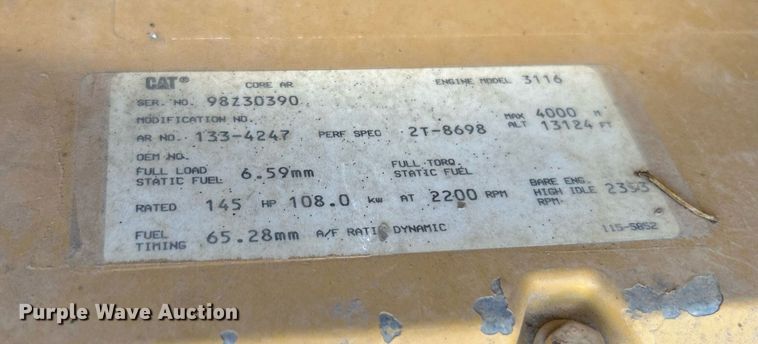 CAT® CORE AR ENGINE MODEL 3116
SER. NO. 98Z30390
MODIFICATION NO.
MAX 4000 M
AR NO. 133-4247 PERF SPEC 2T-8698 ALT 13124 FT
OEM NO.
FULL LOAD STATIC FUEL 6.59mm FULL TORQ STATIC FUEL
RATED 145 HP 108.0 kw AT 2200 RPM BARE ENG. HIGH IDLE RPM 2353
FUEL TIMING 65.28mm A/F RATIO DYNAMIC 115-5852
Purple Wave Auction